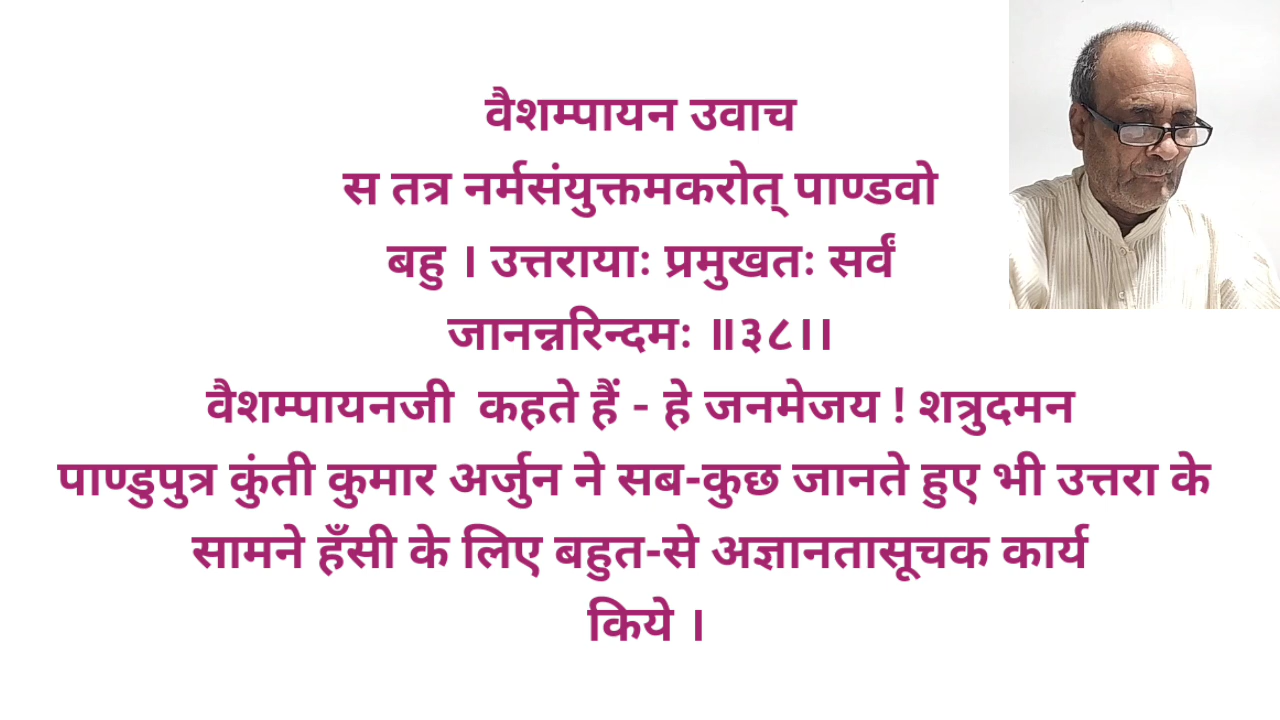 वैशम्पायन उवाच
स तत्र नर्मसंयुक्तमकरोत् पाण्डवो
बहु । उत्तरायाः प्रमुखतः सर्वं
जानन्नरिन्दमः ॥३८।।
वैशम्पायनजी कहते हैं - हे जनमेजय ! शत्रुदमन
पाण्डुपुत्र कुंती कुमार अर्जुन ने सब-कुछ जानते हुए भी उत्तरा के
सामने हँसी के लिए बहुत-से अज्ञानतासूचक कार्य
किये ।